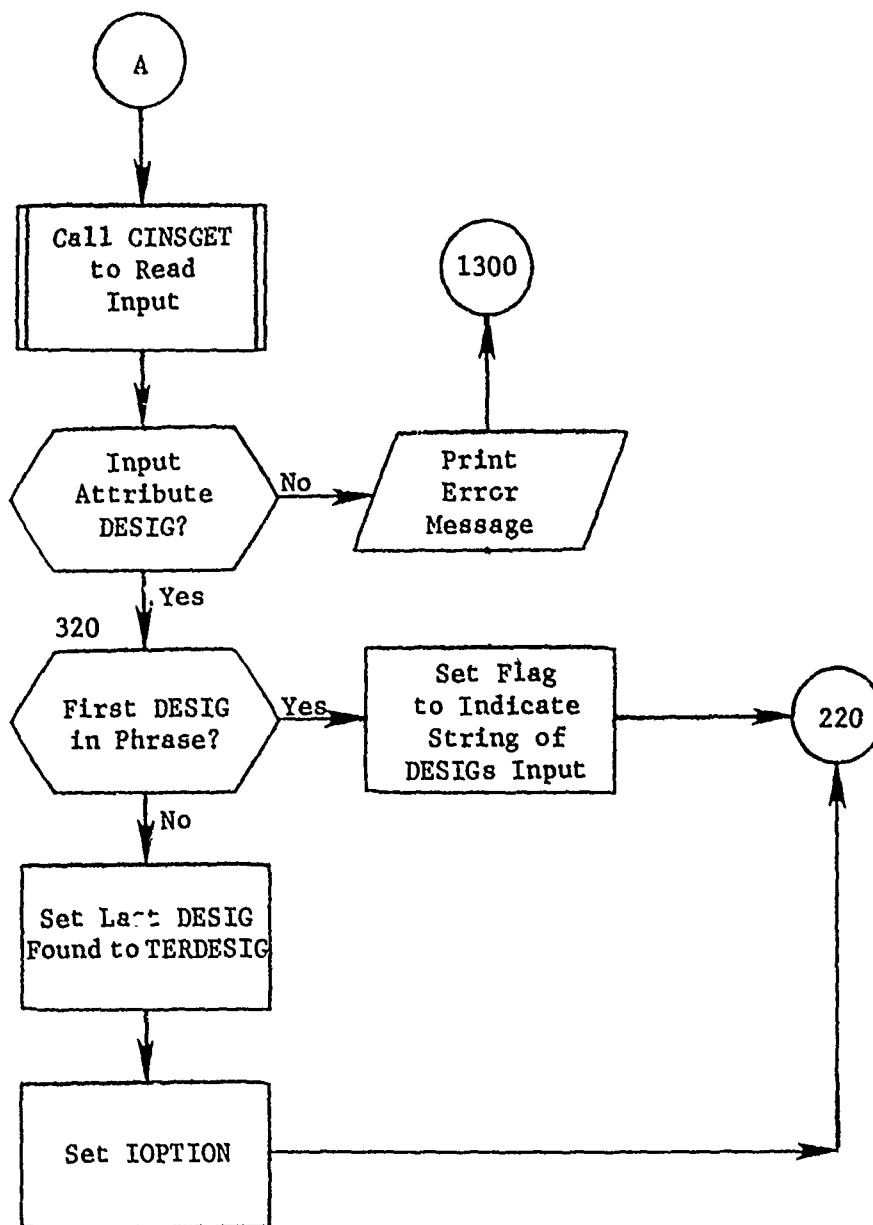 A
Call CINSGET
to Read
Input
1300
Input
Attribute
DESIG?
No
Print
Error
Message
Yes
320
First DESIG
in Phrase?
Yes
Set Flag
to Indicate
String of
DESIGs Input
220
No
Set Last DESIG
Found to TERDESIG
Set IOPTION